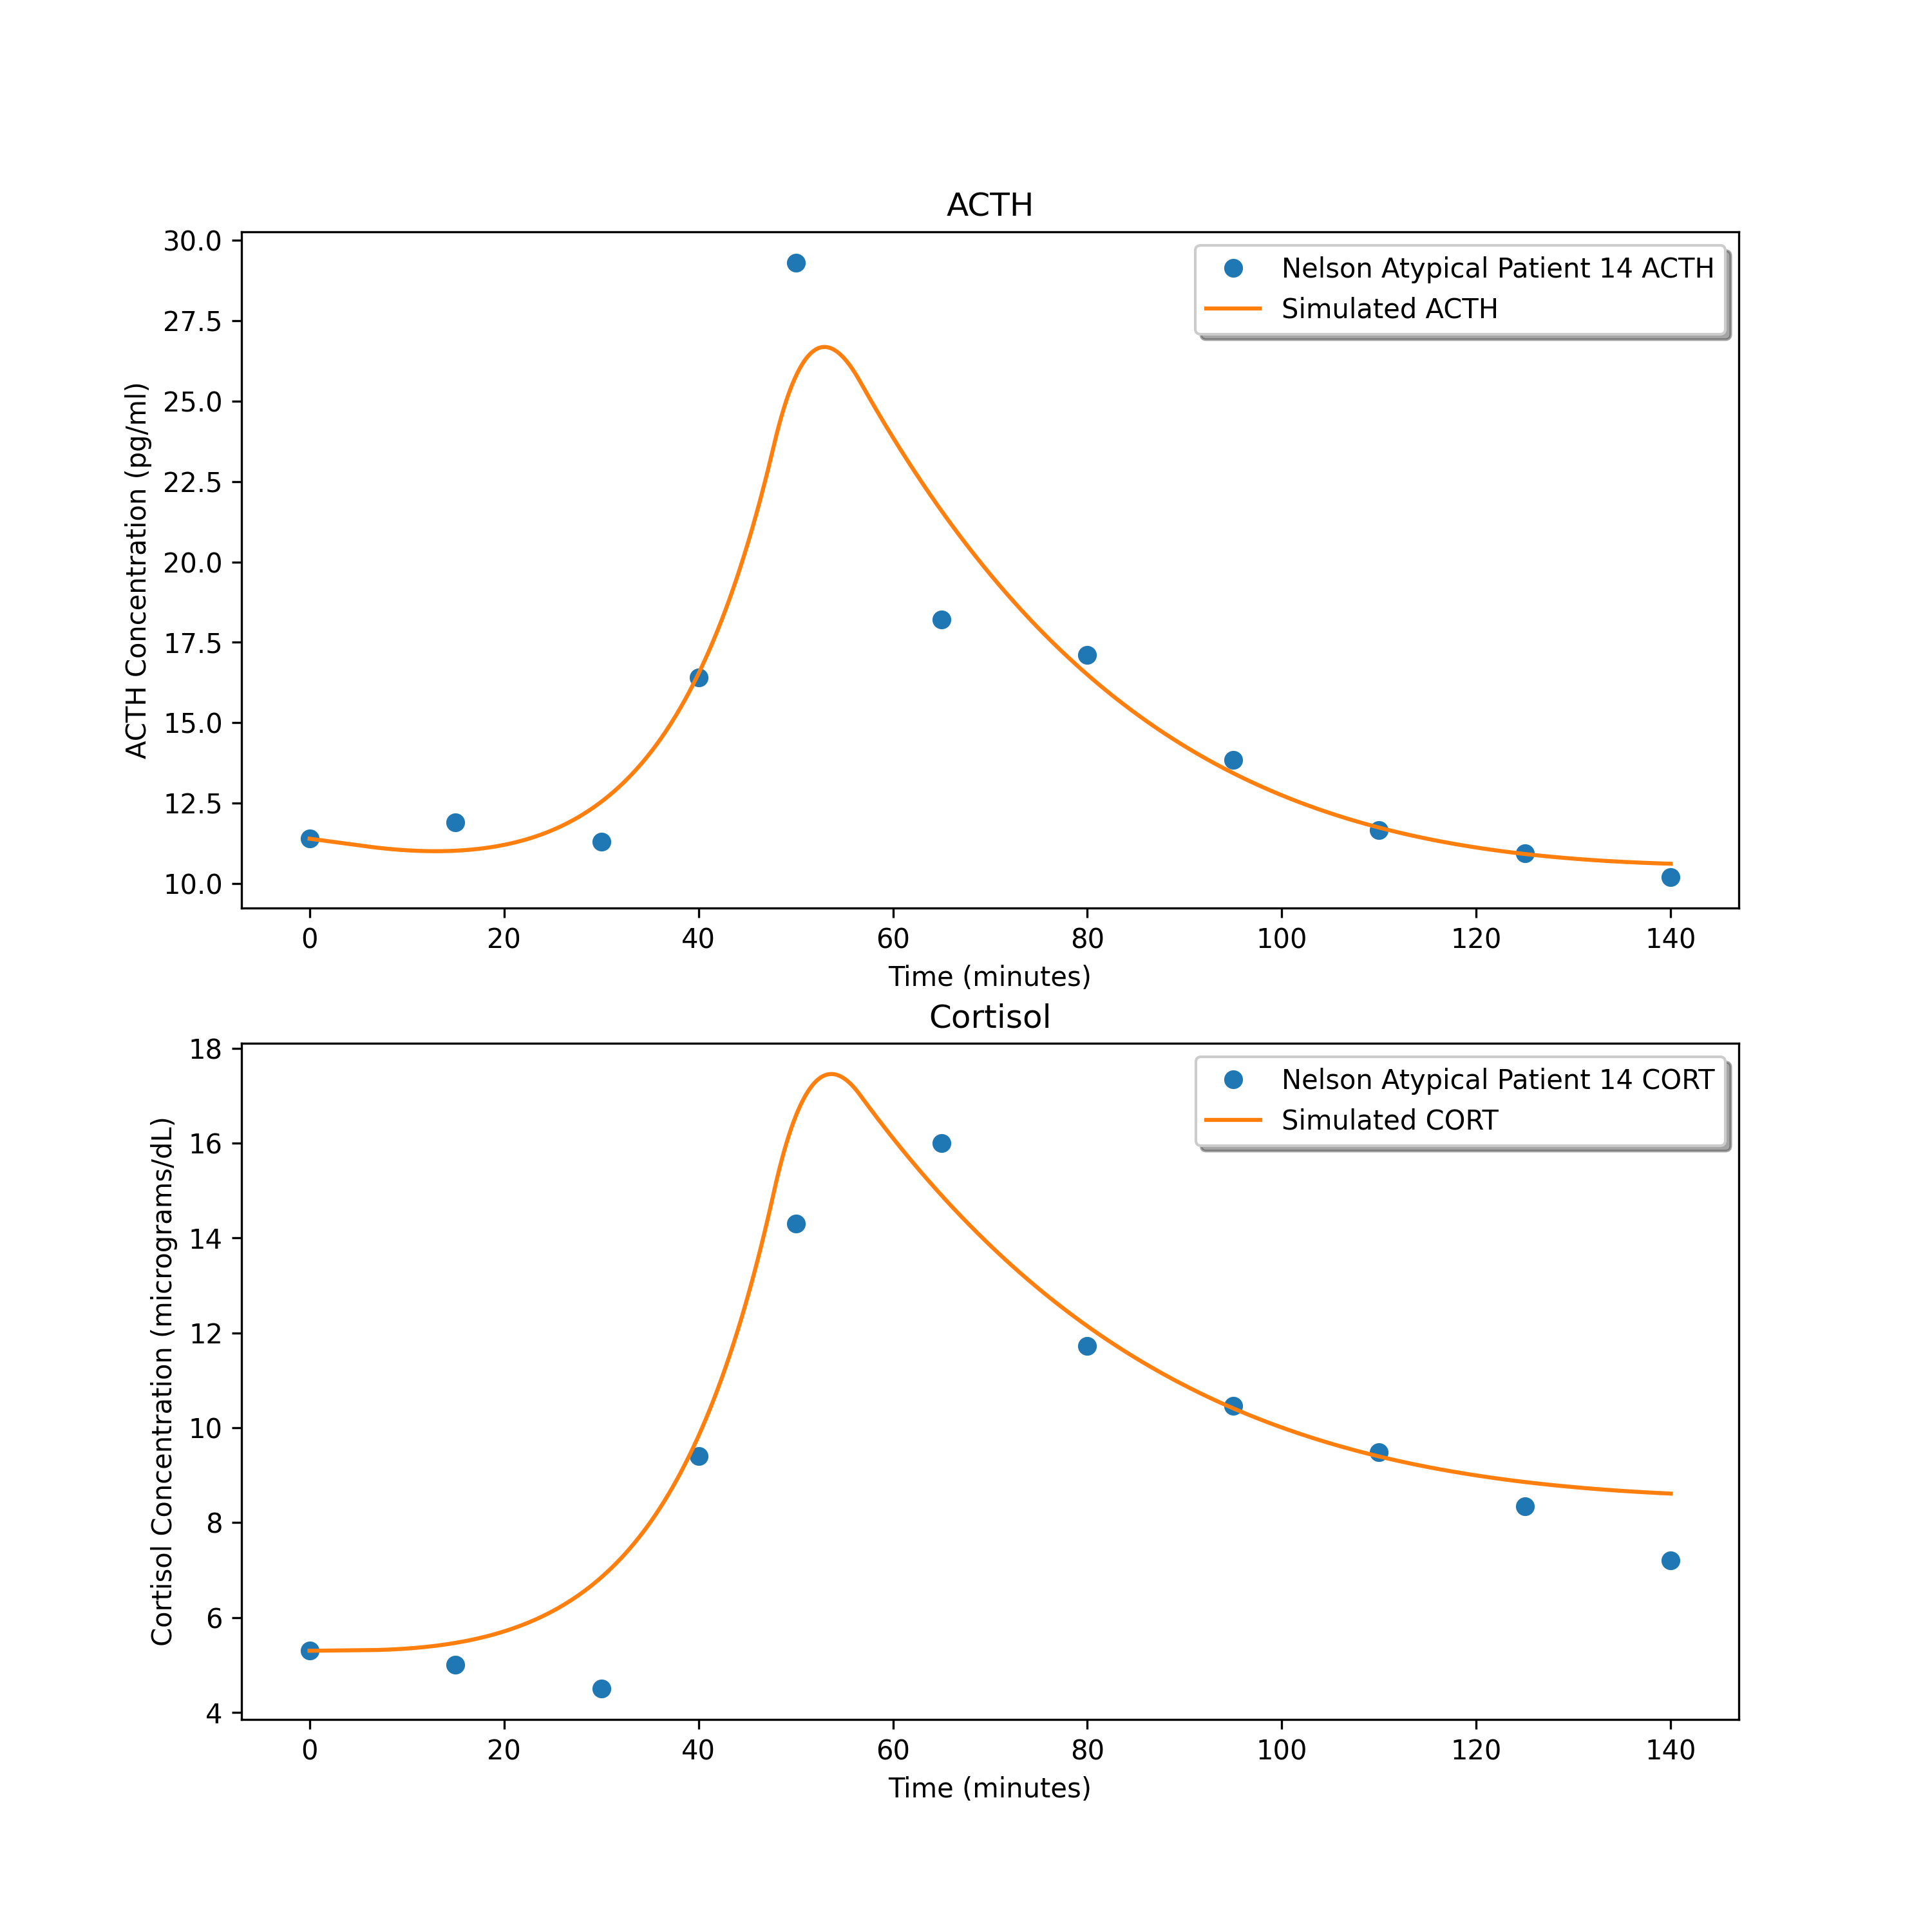 ACTH
30.0
27.5
25.0
22.5
20.0
17.5
15.0
12.5
10.0
ACTH Concentration (pg/ml)
Nelson Atypical Patient 14 ACTH
Simulated ACTH
0 20 40 60 80 100 120 140
Time (minutes)
Cortisol
18
16
14
12
10
8
6
4
Cortisol Concentration (micrograms/dL)
Nelson Atypical Patient 14 CORT
Simulated CORT
0 20 40 60 80 100 120 140
Time (minutes)